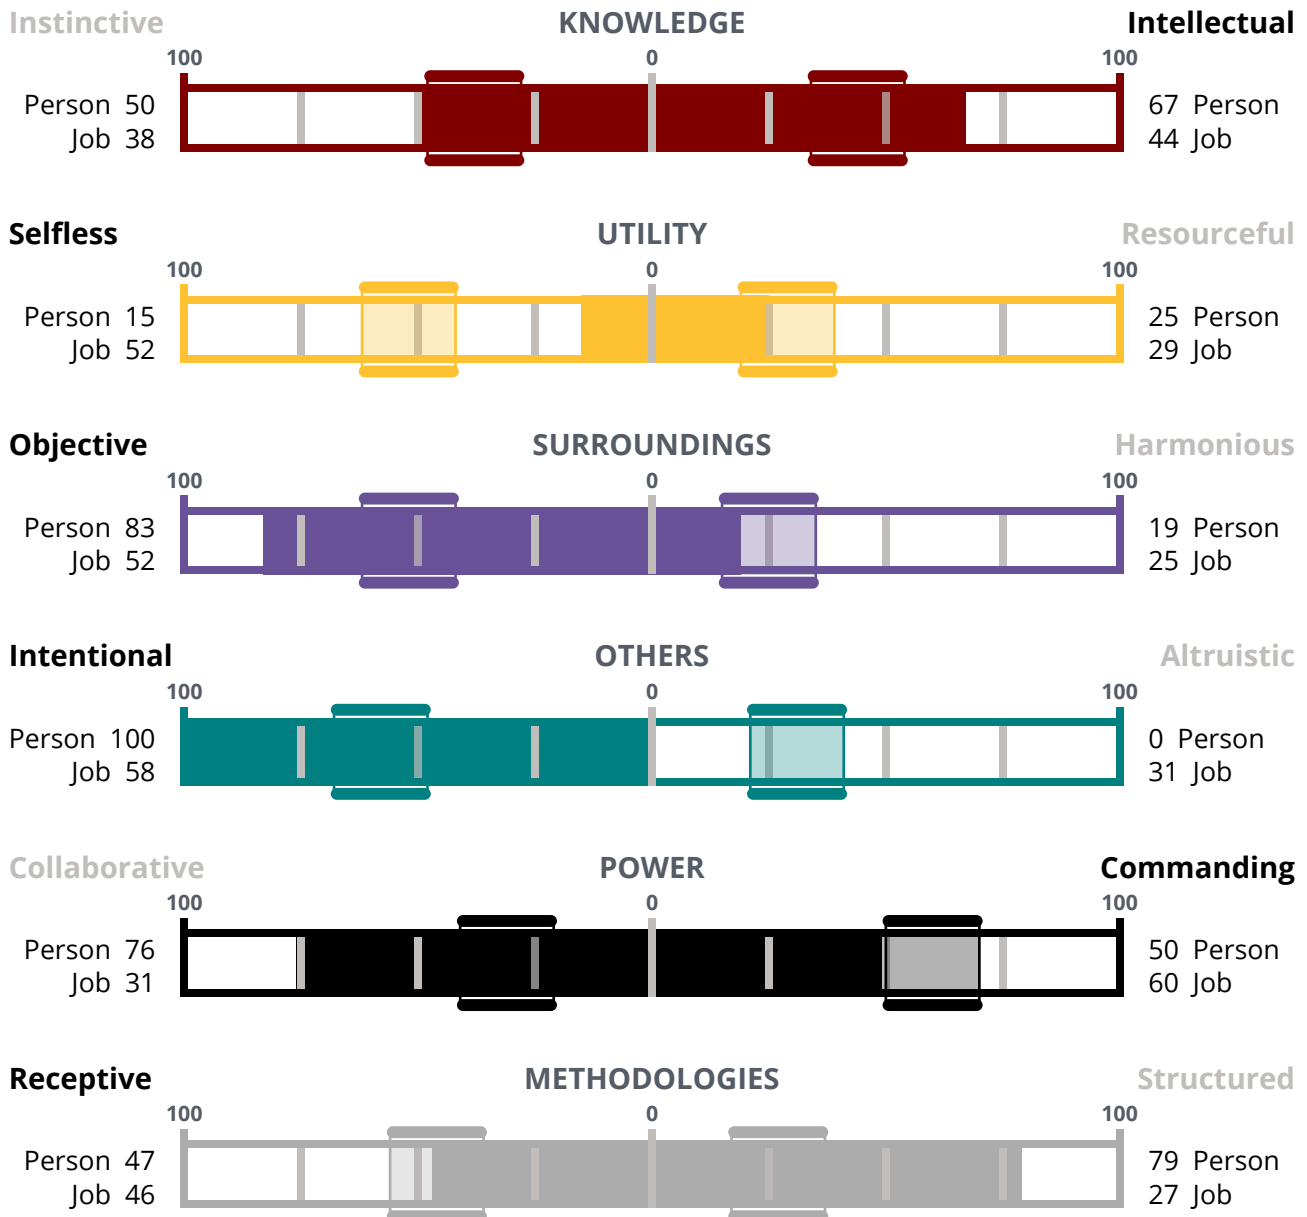 Instinctive KNOWLEDGE Intellectual
100 0 100
Person 50 67 Person
Job 38 44 Job
Selfless UTILITY Resourceful
100 0 100
Person 15 25 Person
Job 52 29 Job
Objective SURROUNDINGS Harmonious
100 0 100
Person 83 19 Person
Job 52 25 Job
Intentional OTHERS Altruistic
100 0 100
Person 100 0 Person
Job 58 31 Job
Collaborative POWER Commanding
100 0 100
Person 76 50 Person
Job 31 60 Job
Receptive METHODOLOGIES Structured
100 0 100
Person 47 79 Person
Job 46 27 Job